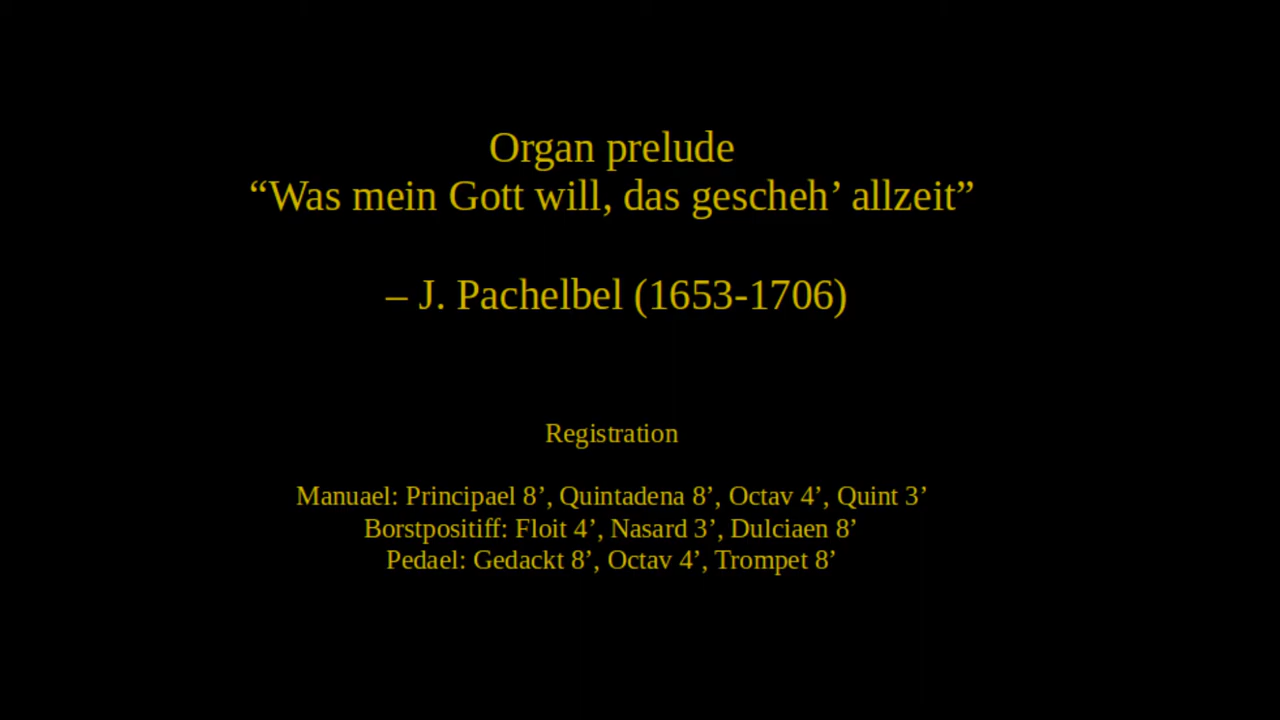 Organ prelude
“Was mein Gott will, das gescheh’ allzeit”
– J. Pachelbel (1653-1706)
Registration
Manuael: Principael 8’, Quintadena 8’, Octav 4’, Quint 3’
Borstpositiff: Floit 4’, Nasard 3’, Dulciaen 8’
Pedael: Gedackt 8’, Octav 4’, Trompet 8’